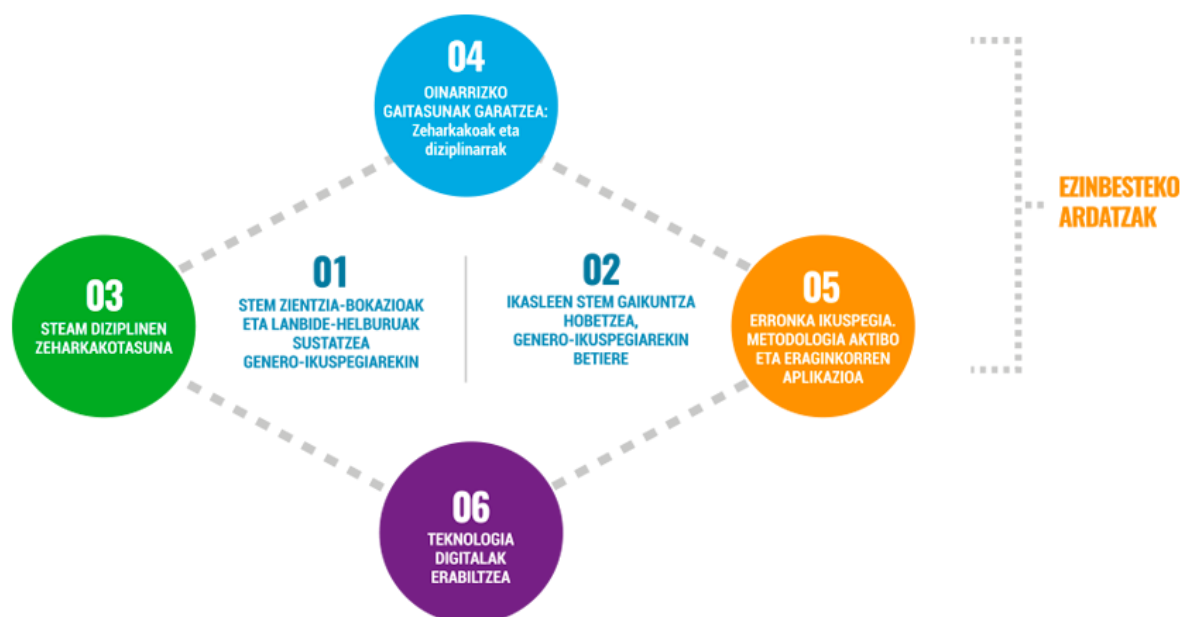 04
OINARRIZKO
GAITASUNAK GARATZEA:
Zeharkakoak eta
diziplinarrak
EZINBESTEKO
ARDATZAK
03
STEAM DIZIPLINEN
ZEHARKAKOTASUNA
01
STEM ZIENTZIA-BOKAZIOAK
ETA LANBIDE-HELBURUAK
SUSTATZEA
GENERO-IKUSPEGIAREKIN
02
IKASLEEN STEM GAIKUNTZA
HOBETZEA,
GENERO-IKUSPEGIAREKIN
BETIERE
05
ERRONKA IKUSPEGIA.
METODOLOGIA AKTIBO
ETA ERAGINKORREN
APLIKAZIOA
06
TEKNOLOGIA
DIGITALAK
ERABILTZEA